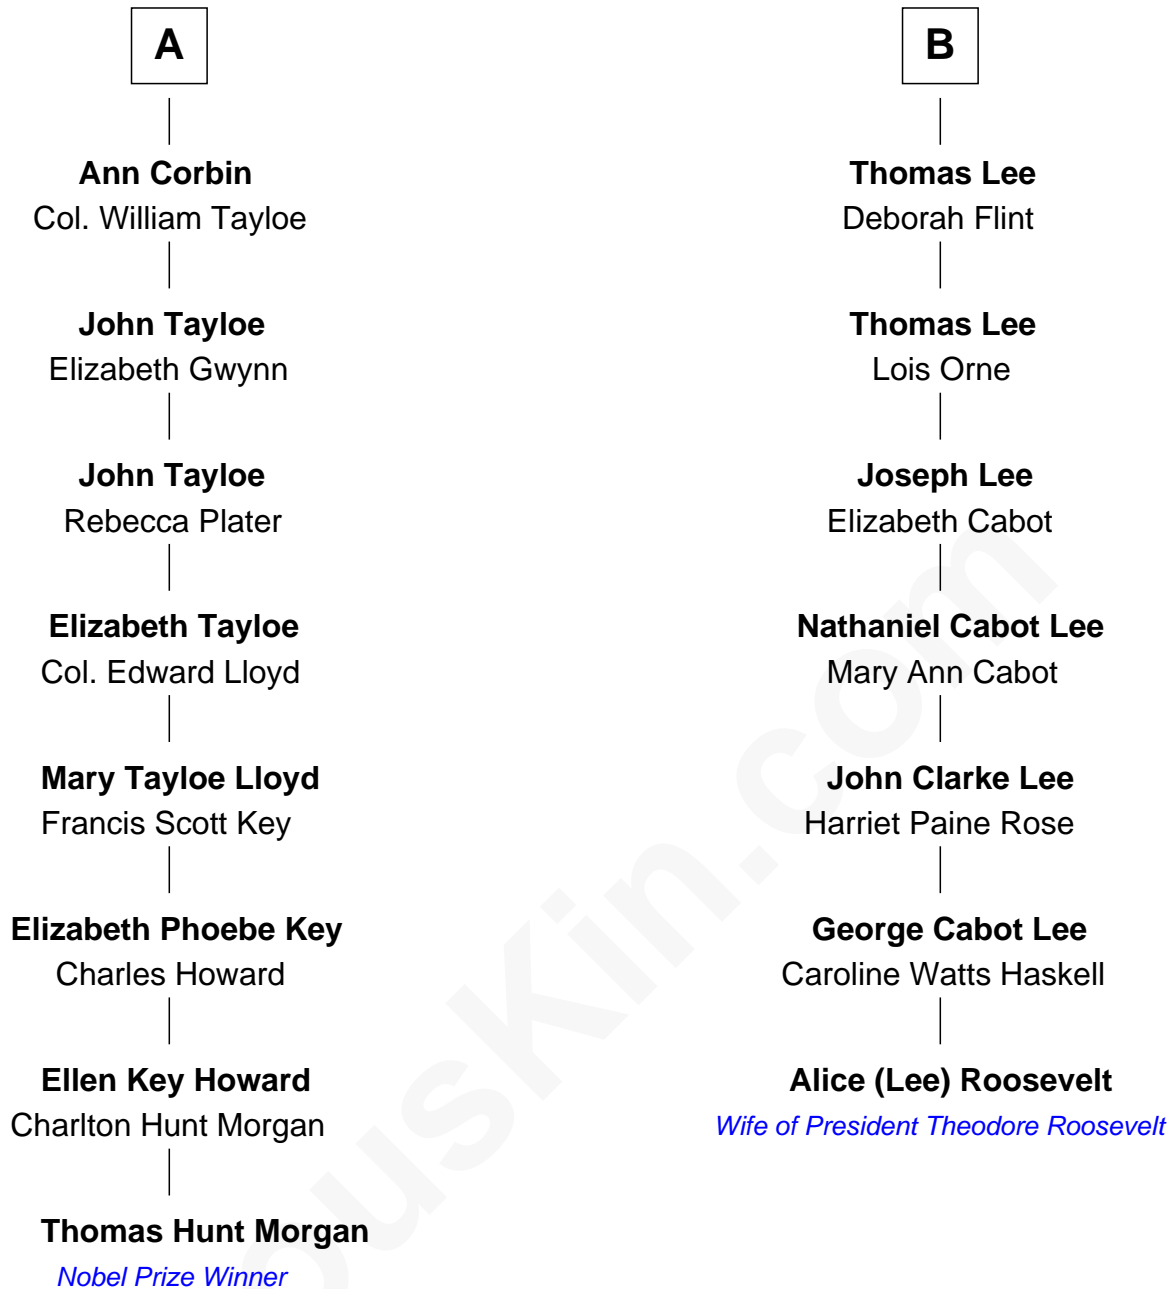 A
Ann Corbin
Col. William Tayloe
John Tayloe
Elizabeth Gwynn
John Tayloe
Rebecca Plater
Elizabeth Tayloe
Col. Edward Lloyd
Mary Tayloe Lloyd
Francis Scott Key
Elizabeth Phoebe Key
Charles Howard
Ellen Key Howard
Charlton Hunt Morgan
Thomas Hunt Morgan
Nobel Prize Winner
B
Thomas Lee
Deborah Flint
Thomas Lee
Lois Orne
Joseph Lee
Elizabeth Cabot
Nathaniel Cabot Lee
Mary Ann Cabot
John Clarke Lee
Harriet Paine Rose
George Cabot Lee
Caroline Watts Haskell
Alice (Lee) Roosevelt
Wife of President Theodore Roosevelt
ousKin.com